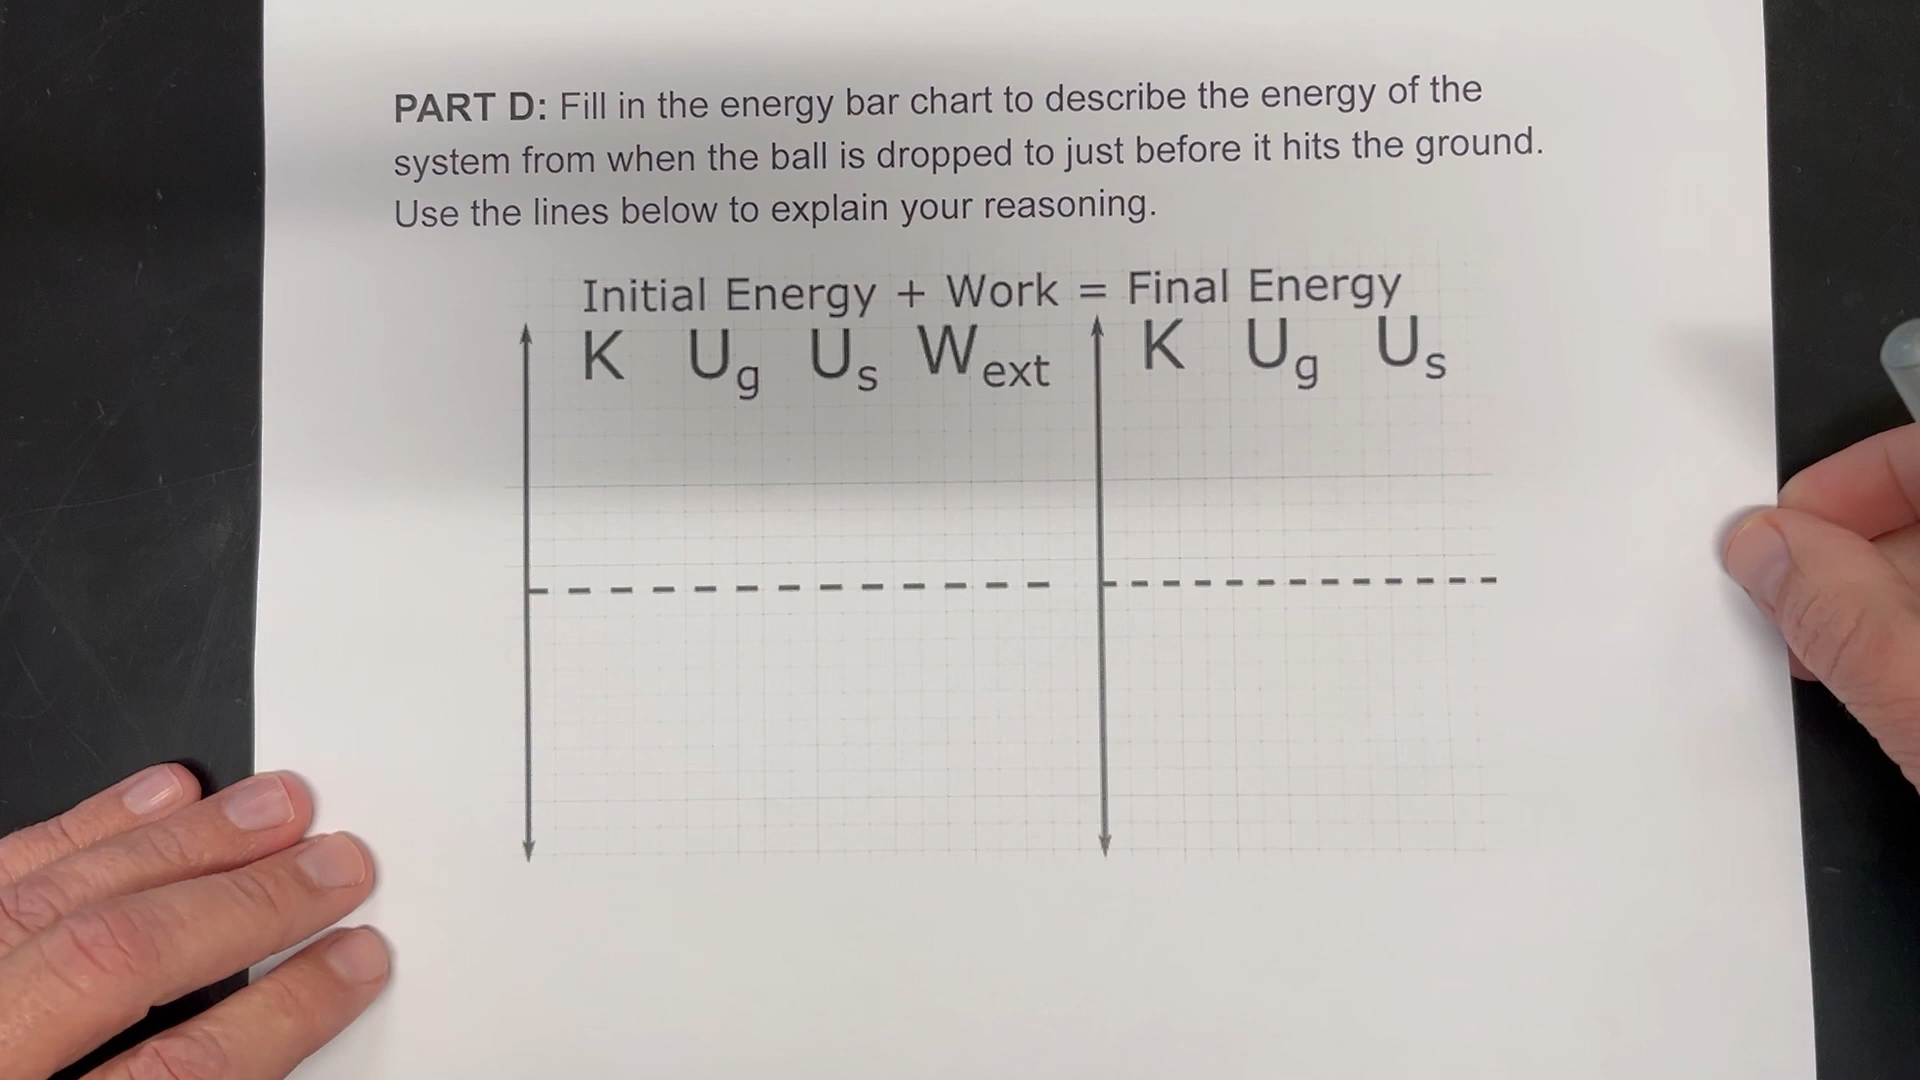 PART D: Fill in the energy bar chart to describe the energy of the
system from when the ball is dropped to just before it hits the ground.
Use the lines below to explain your reasoning.
Initial Energy + Work = Final Energy
K Ug Us Wext K Ug Us